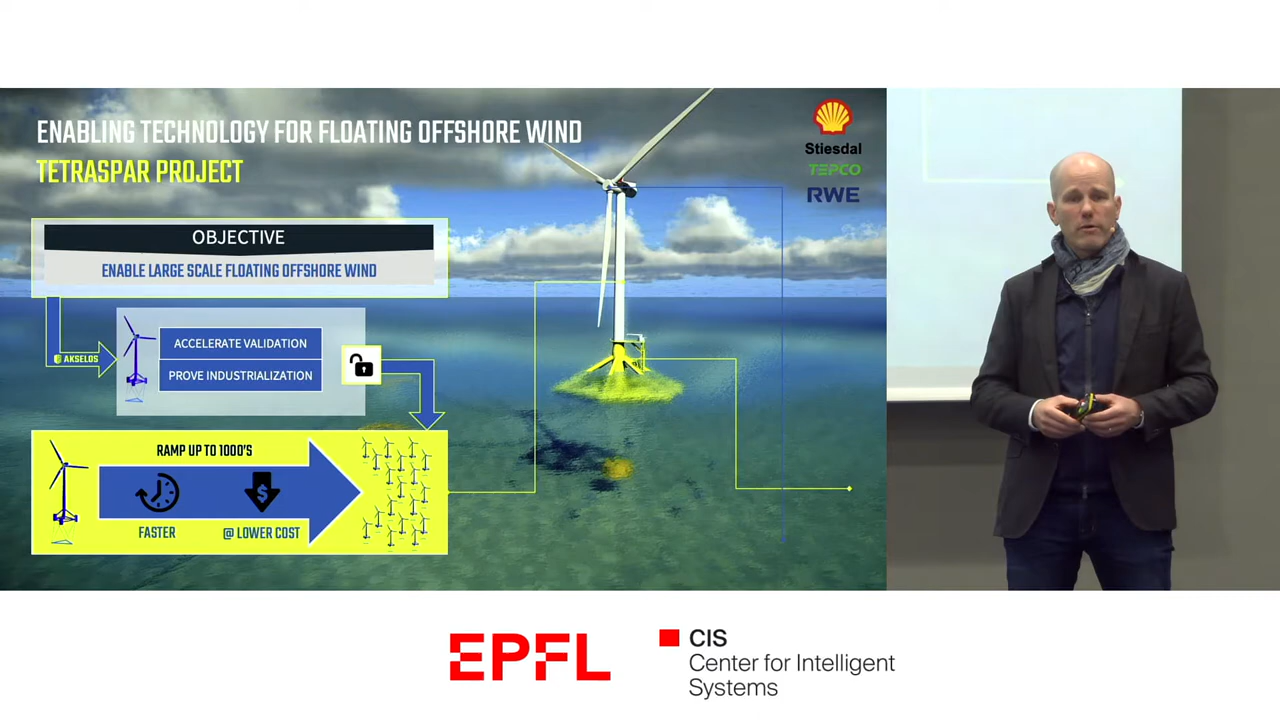 ENABLING TECHNOLOGY FOR FLOATING OFFSHORE WIND
TETRASPAR PROJECT
Stiesdal
TEPCO
RWE
OBJECTIVE
ENABLE LARGE SCALE FLOATING OFFSHORE WIND
AKSELOS
ACCELERATE VALIDATION
PROVE INDUSTRIALIZATION
RAMP UP TO 1000'S
$
FASTER
@ LOWER COST
EPFL
CIS
Center for Intelligent
Systems